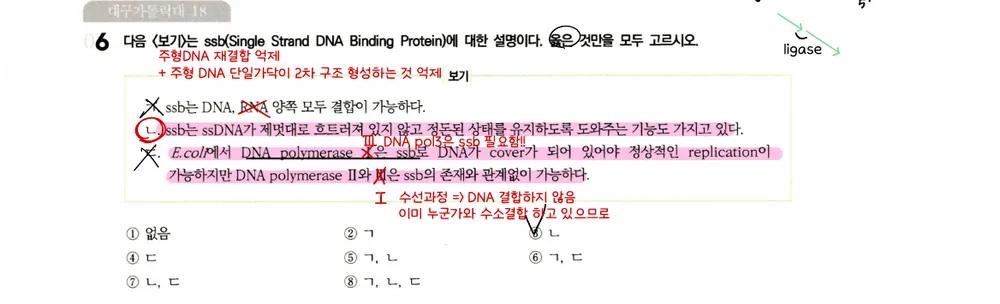 대구가톨릭대 18
06 다음 <보기>는 ssb(Single Strand DNA Binding Protein)에 대한 설명이다. 옳은 것만을 모두 고르시오.
ligase
주형DNA 재결합 억제
+ 주형 DNA 단일가닥이 2차 구조 형성하는 것 억제
보기
ㄱ. ssb는 DNA, RNA 양쪽 모두 결합이 가능하다.
ㄴ. ssb는 ssDNA가 제멋대로 흐트러져 있지 않고 정돈된 상태를 유지하도록 도와주는 기능도 가지고 있다.
III DNA pol3은 ssb 필요함!!
ㄷ. E.coli에서 DNA polymerase I은 ssb로 DNA가 cover가 되어 있어야 정상적인 replication이
가능하지만 DNA polymerase II와 III은 ssb의 존재와 관계없이 가능하다.
I 수선과정 => DNA 결합하지 않음
이미 누군가와 수소결합 하고 있으므로
① 없음 ② ㄱ ③ ㄴ
④ ㄷ ⑤ ㄱ, ㄴ ⑥ ㄱ, ㄷ
⑦ ㄴ, ㄷ ⑧ ㄱ, ㄴ, ㄷ